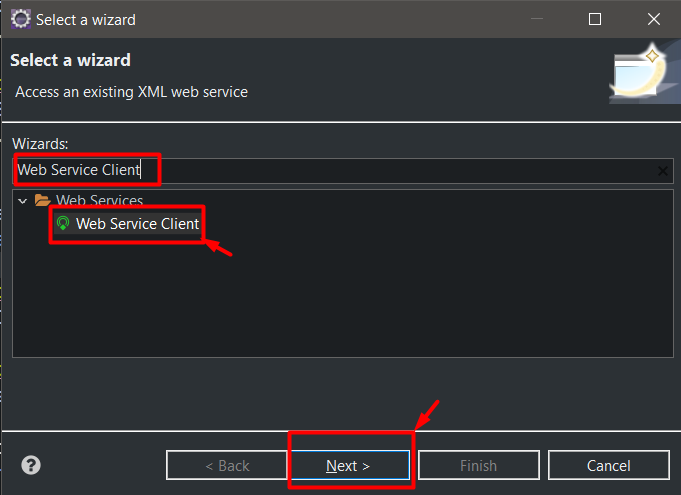 Select a wizard
Select a wizard
Access an existing XML web service
Wizards:
Web Service Client
Web Services
Web Service Client
< Back
Next >
Finish
Cancel